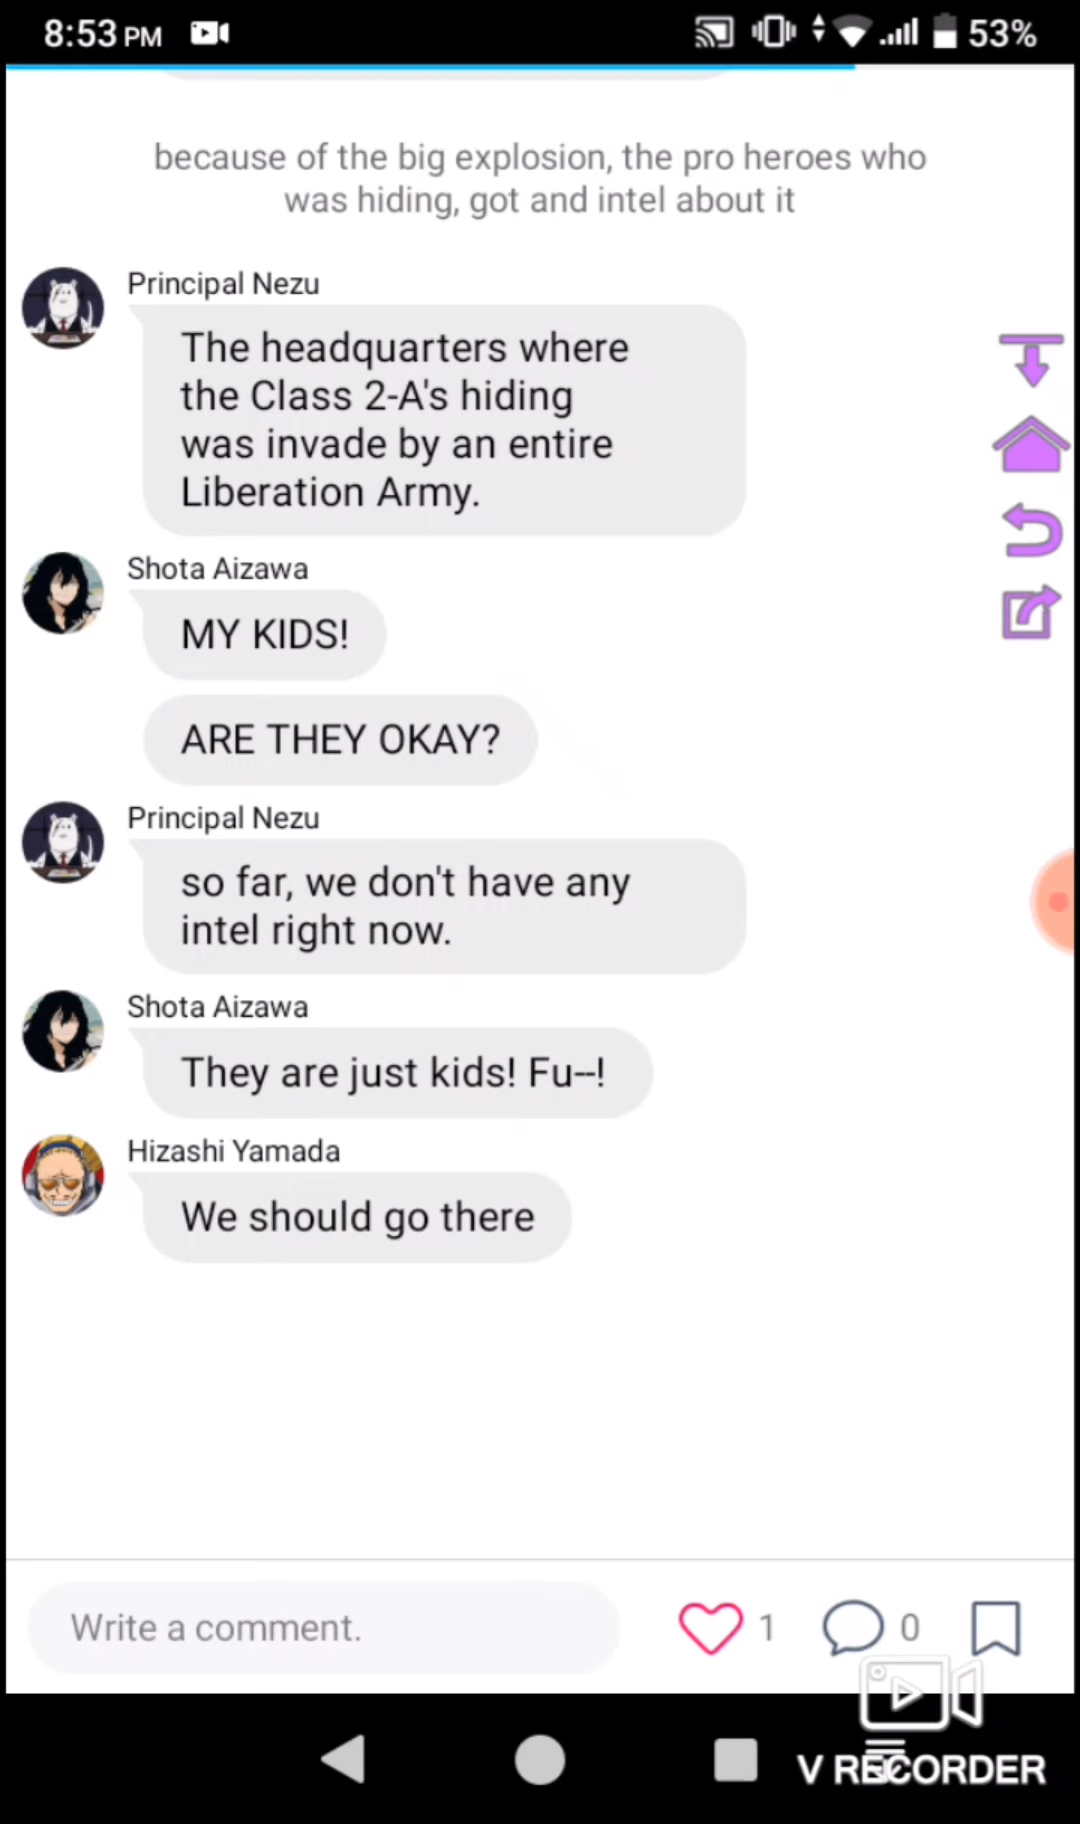 8:53 PM
53%
because of the big explosion, the pro heroes who
was hiding, got and intel about it
Principal Nezu
The headquarters where
the Class 2-A's hiding
was invade by an entire
Liberation Army.
Shota Aizawa
MY KIDS!
ARE THEY OKAY?
Principal Nezu
so far, we don't have any
intel right now.
Shota Aizawa
They are just kids! Fu--!
Hizashi Yamada
We should go there
Write a comment.
1
0
V RECORDER